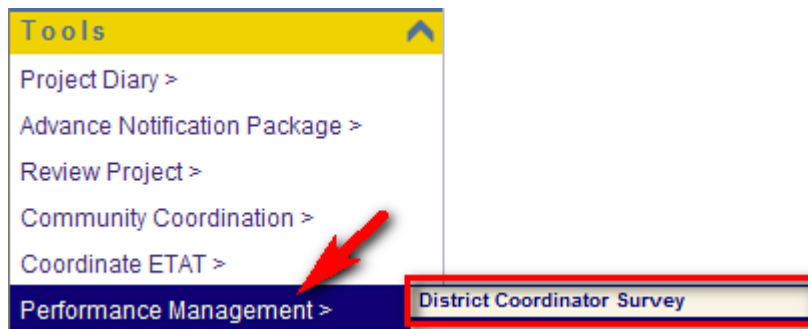 Tools
Project Diary >
Advance Notification Package >
Review Project >
Community Coordination >
Coordinate ETAT >
Performance Management >
District Coordinator Survey